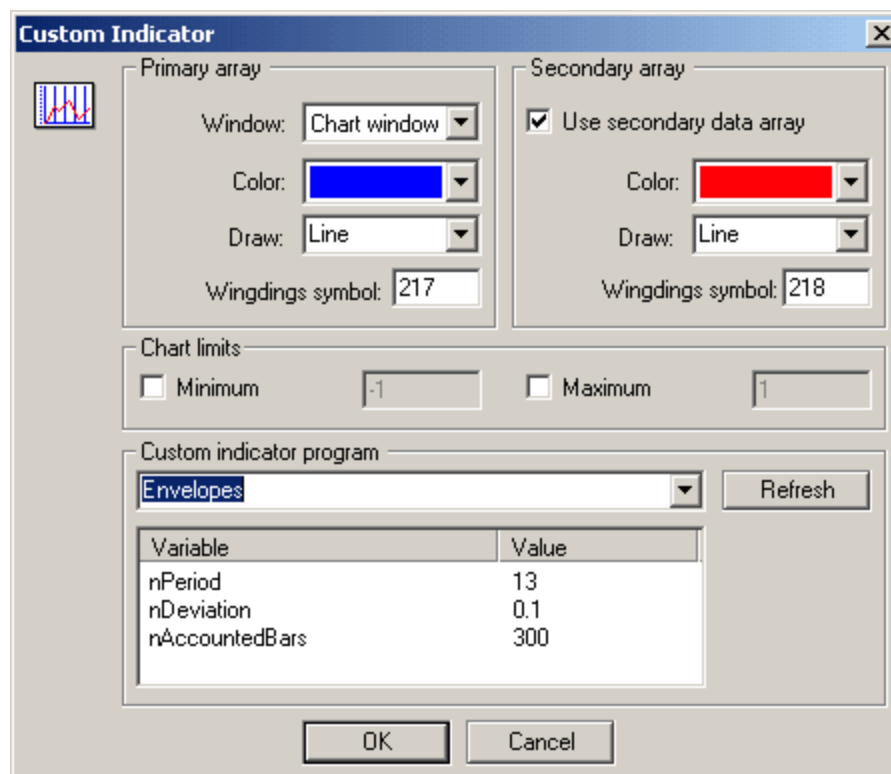 Custom Indicator
Primary array
Window: Chart window
Color:
Draw: Line
Wingdings symbol: 217
Secondary array
Use secondary data array
Color:
Draw: Line
Wingdings symbol: 218
Chart limits
Minimum -1 Maximum 1
Custom indicator program
Envelopes Refresh
Variable Value
nPeriod 13
nDeviation 0.1
nAccountedBars 300
OK Cancel